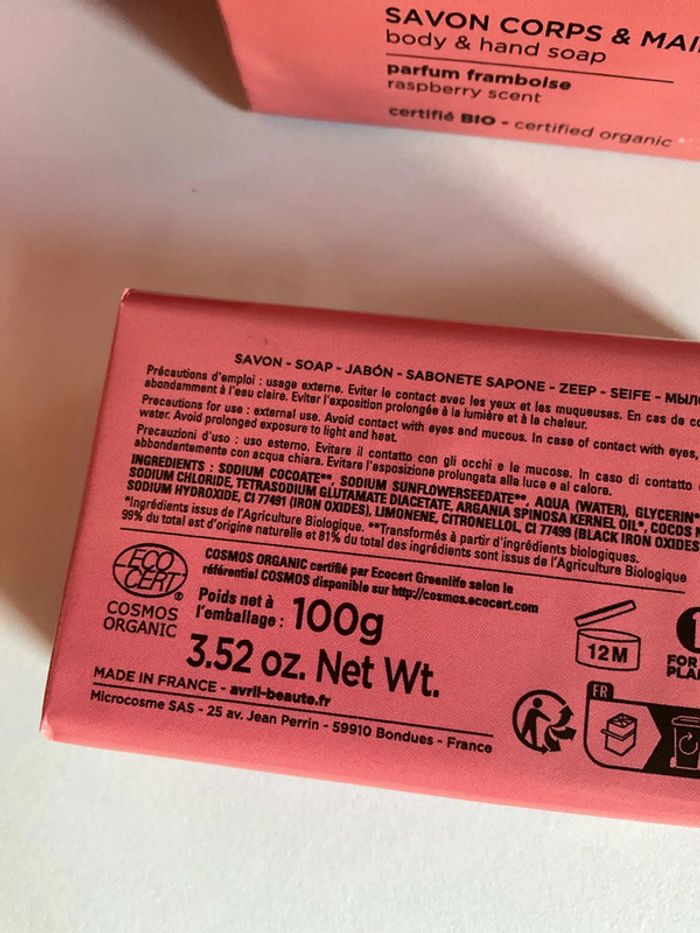 SAVON CORPS & MAI
body & hand soap
parfum framboise
raspberry scent
certifié BIO - certified organic
SAVON - SOAP - JABÓN - SABONETE SAPONE - ZEEP - SEIFE - МЫЛО
Précautions d'emploi : usage externe. Eviter le contact avec les yeux et les muqueuses. En cas de co
abondamment à l'eau claire. Eviter l'exposition prolongée à la lumière et à la chaleur.
Precautions for use : external use. Avoid contact with eyes and mucous. In case of contact with eyes,
water. Avoid prolonged exposure to light and heat.
Precauzioni d'uso : uso esterno. Evitare il contatto con gli occhi e le mucose. In caso di contatto
abbondantemente con acqua chiara. Evitare l'esposizione prolungata alla luce e al calore.
INGREDIENTS : SODIUM COCOATE**, SODIUM SUNFLOWERSEEDATE**, AQUA (WATER), GLYCERIN*
SODIUM CHLORIDE, TETRASODIUM GLUTAMATE DIACETATE, ARGANIA SPINOSA KERNEL OIL*, COCOS N
SODIUM HYDROXIDE, CI 77491 (IRON OXIDES), LIMONENE, CITRONELLOL, CI 77499 (BLACK IRON OXIDES
*Ingrédients issus de l'Agriculture Biologique. **Transformés à partir d'ingrédients biologiques.
99% du total est d'origine naturelle et 81% du total des ingrédients sont issus de l'Agriculture Biologique
ECO
CERT®
COSMOS
ORGANIC
COSMOS ORGANIC certifié par Ecocert Greenlife selon le
référentiel COSMOS disponible sur http://cosmos.ecocert.com
Poids net à
l'emballage : 100g
3.52 oz. Net Wt.
MADE IN FRANCE - avril-beaute.fr
Microcosme SAS - 25 av. Jean Perrin - 59910 Bondues - France
12M
FOR
PLAN
FR